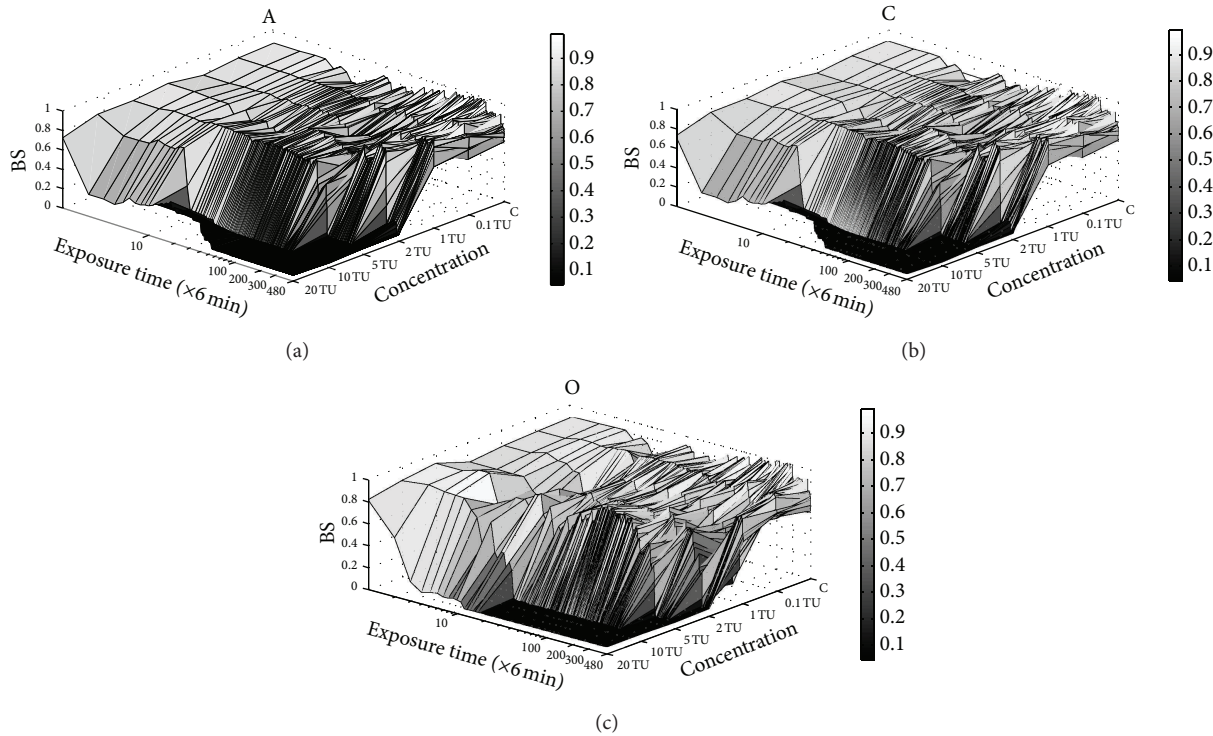 A
BS
1
0.8
0.6
0.4
0.2
0
10
100
200
300
480
Exposure time (×6 min)
20 TU
10 TU
5 TU
2 TU
1 TU
0.1 TU
C
Concentration
0.9
0.8
0.7
0.6
0.5
0.4
0.3
0.2
0.1
(a)
C
BS
1
0.8
0.6
0.4
0.2
0
10
100
200
300
480
Exposure time (×6 min)
20 TU
10 TU
5 TU
2 TU
1 TU
0.1 TU
C
Concentration
0.9
0.8
0.7
0.6
0.5
0.4
0.3
0.2
0.1
(b)
O
BS
1
0.8
0.6
0.4
0.2
0
10
100
200
300
480
Exposure time (×6 min)
20 TU
10 TU
5 TU
2 TU
1 TU
0.1 TU
C
Concentration
0.9
0.8
0.7
0.6
0.5
0.4
0.3
0.2
0.1
(c)